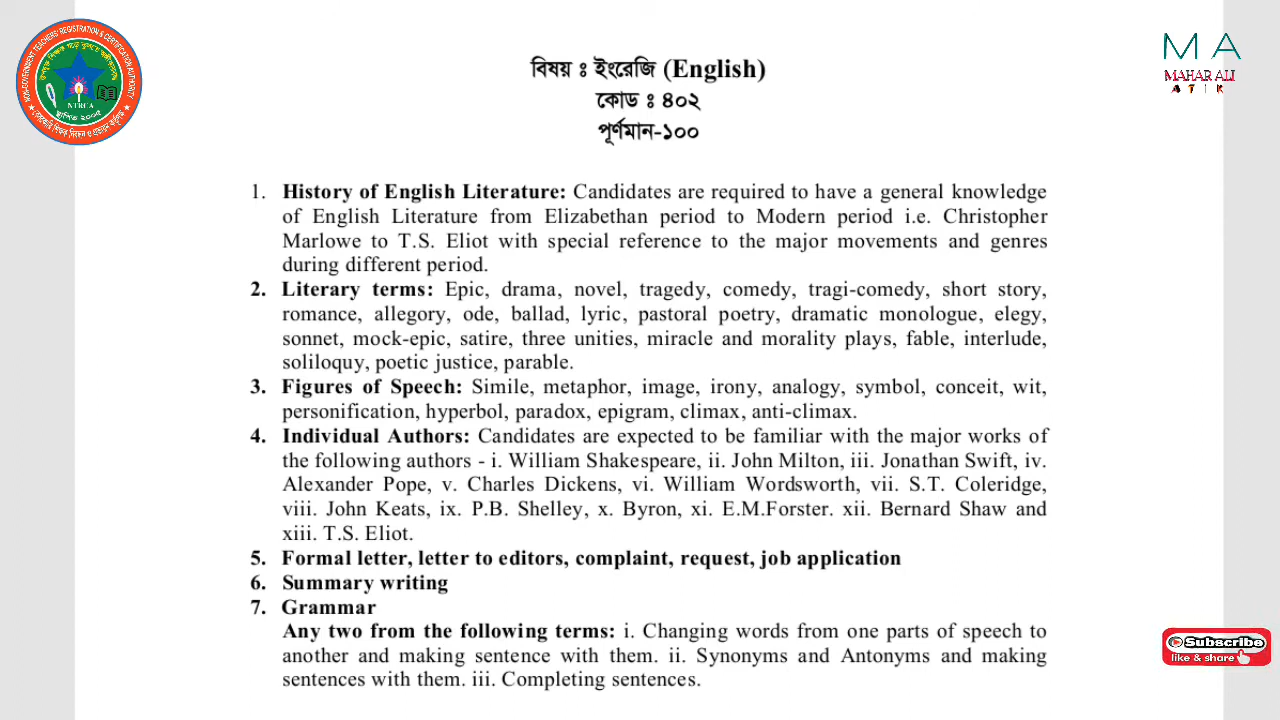 NON-GOVERNMENT TEACHERS' REGISTRATION & CERTIFICATION AUTHORITY
NTRCA
স্থাপিত ২০০৫
M A
MAHAR ALI
ATIK
বিষয় ঃ ইংরেজি (English)
কোড ঃ ৪০২
পূর্ণমান-১০০
1. History of English Literature: Candidates are required to have a general knowledge
of English Literature from Elizabethan period to Modern period i.e. Christopher
Marlowe to T.S. Eliot with special reference to the major movements and genres
during different period.
2. Literary terms: Epic, drama, novel, tragedy, comedy, tragi-comedy, short story,
romance, allegory, ode, ballad, lyric, pastoral poetry, dramatic monologue, elegy,
sonnet, mock-epic, satire, three unities, miracle and morality plays, fable, interlude,
soliloquy, poetic justice, parable.
3. Figures of Speech: Simile, metaphor, image, irony, analogy, symbol, conceit, wit,
personification, hyperbol, paradox, epigram, climax, anti-climax.
4. Individual Authors: Candidates are expected to be familiar with the major works of
the following authors - i. William Shakespeare, ii. John Milton, iii. Jonathan Swift, iv.
Alexander Pope, v. Charles Dickens, vi. William Wordsworth, vii. S.T. Coleridge,
viii. John Keats, ix. P.B. Shelley, x. Byron, xi. E.M.Forster. xii. Bernard Shaw and
xiii. T.S. Eliot.
5. Formal letter, letter to editors, complaint, request, job application
6. Summary writing
7. Grammar
Any two from the following terms: i. Changing words from one parts of speech to
another and making sentence with them. ii. Synonyms and Antonyms and making
sentences with them. iii. Completing sentences.
Subscribe
like & share